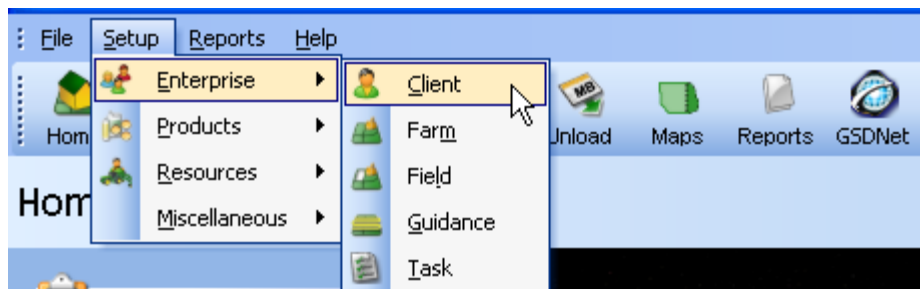 File Setup Reports Help
Enterprise
Client
Products
Farm
Resources
Field
Miscellaneous
Guidance
Task
Hom
Unload
MB
Maps
Reports
GSDNet
Hom